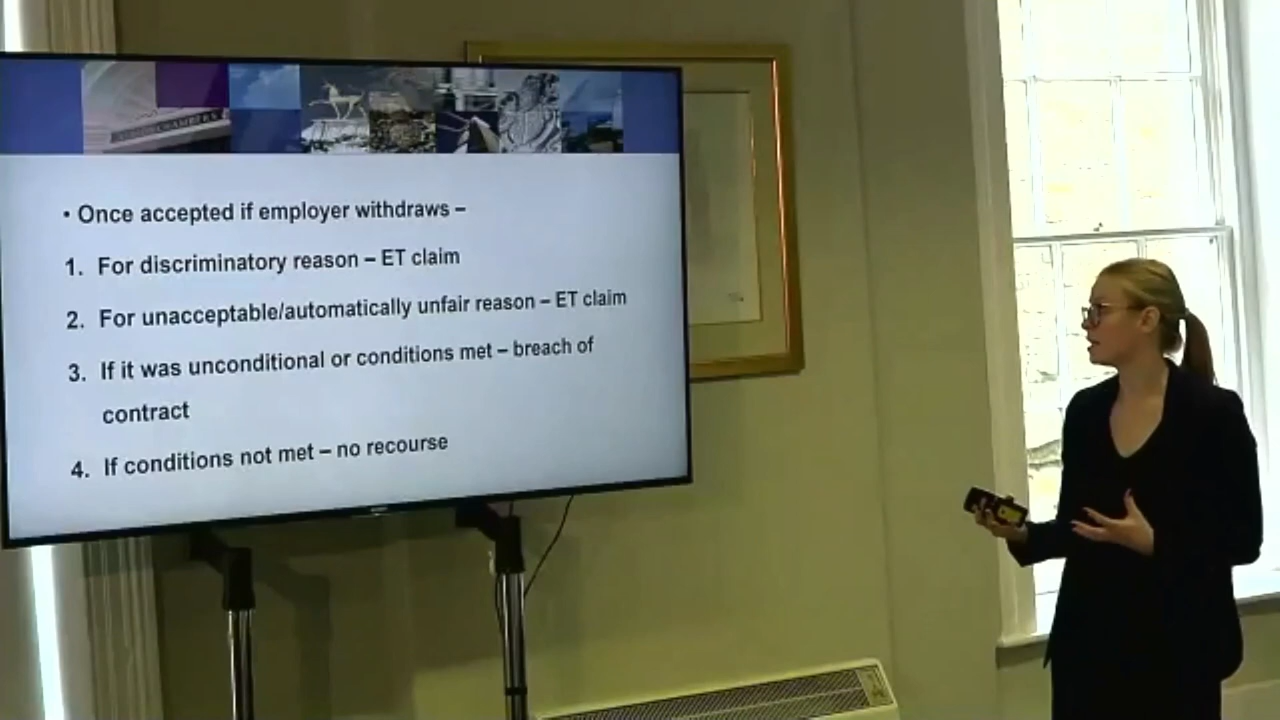 • Once accepted if employer withdraws –
1. For discriminatory reason – ET claim
2. For unacceptable/automatically unfair reason – ET claim
3. If it was unconditional or conditions met – breach of
contract
4. If conditions not met – no recourse